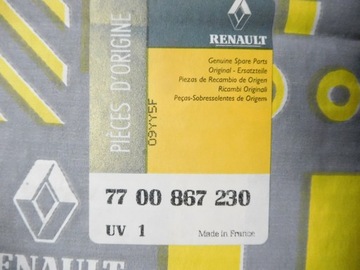 RENAULT
Genuine Spare Parts
Original - Ersatzteile
Piezas de Recambio de Origen
Ricambi Originali
Peças-Sobresselentes de Origem
PIÈCES D'ORIGINE
09YY5F
77 00 867 230
UV 1
Made in France
RENAULT